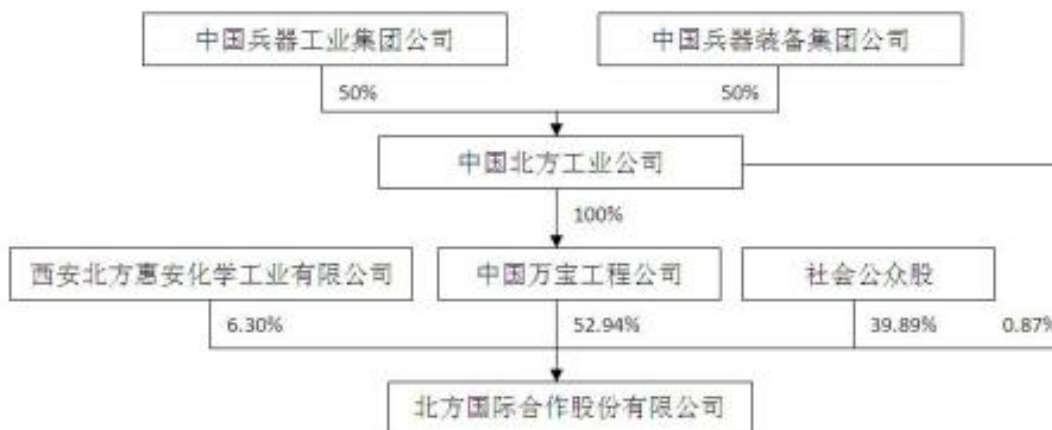 中国兵器工业集团公司
中国兵器装备集团公司
50%
50%
中国北方工业公司
100%
西安北方惠安化学工业有限公司
中国万宝工程公司
社会公众股
6.30%
52.94%
39.89%
0.87%
北方国际合作股份有限公司